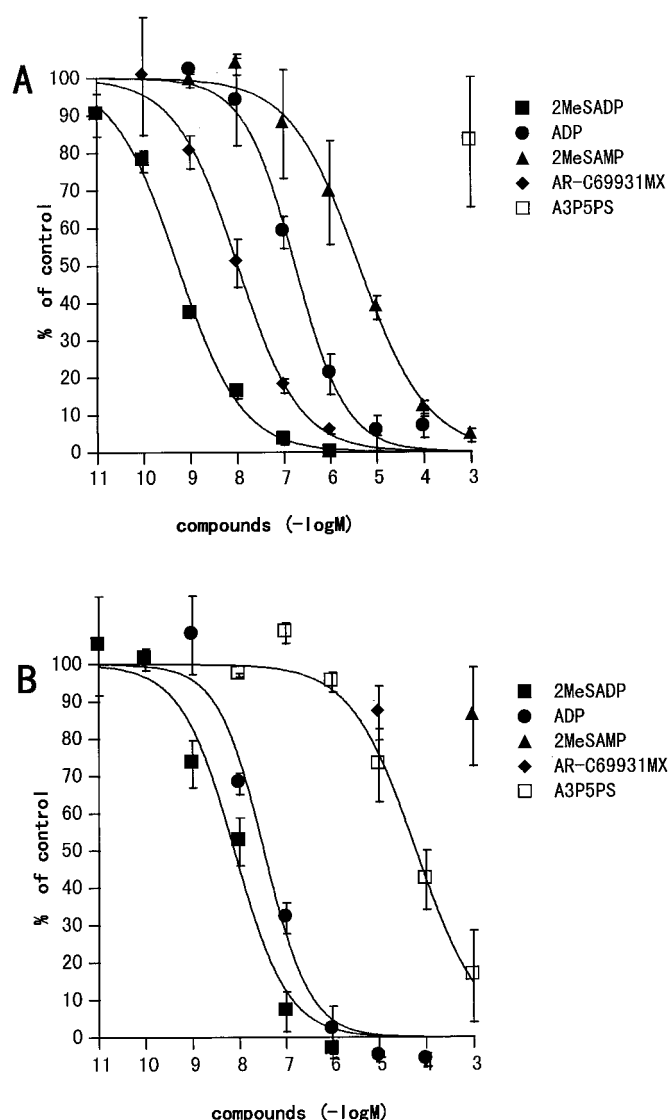 A
100
90
80
70
60
50
40
30
20
10
0
% of control
11 10 9 8 7 6 5 4 3
compounds (-logM)
2MeSADP
ADP
2MeSAMP
AR-C69931MX
A3P5PS
B
100
90
80
70
60
50
40
30
20
10
0
% of control
11 10 9 8 7 6 5 4 3
compounds (-logM)
2MeSADP
ADP
2MeSAMP
AR-C69931MX
A3P5PS